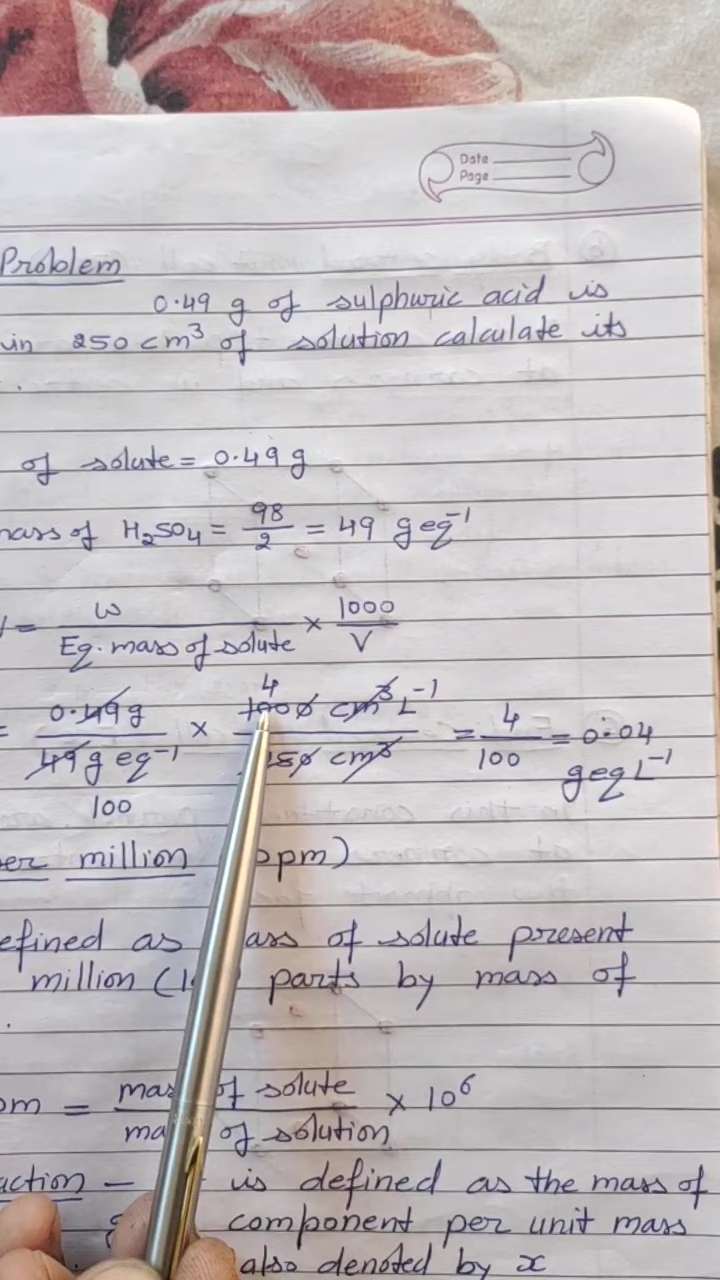 Date
Page
Problem
0.49 g of sulphuric acid is
in 250 cm³ of solution calculate its
of solute = 0.49 g
mass of H₂SO₄ = 98/2 = 49 g eq⁻¹
= W/Eq. mass of solute × 1000/V
4
= 0.49 g/49 g eq⁻¹ × 1000 cm³ L⁻¹/250 cm³ = 4/100 = 0.04
g eq L⁻¹
100
million ppm)
defined as mass of solute present
million ( parts by mass of
= mass of solute/mass of solution × 10⁶
– is defined as the mass of
component per unit mass
also denoted by x